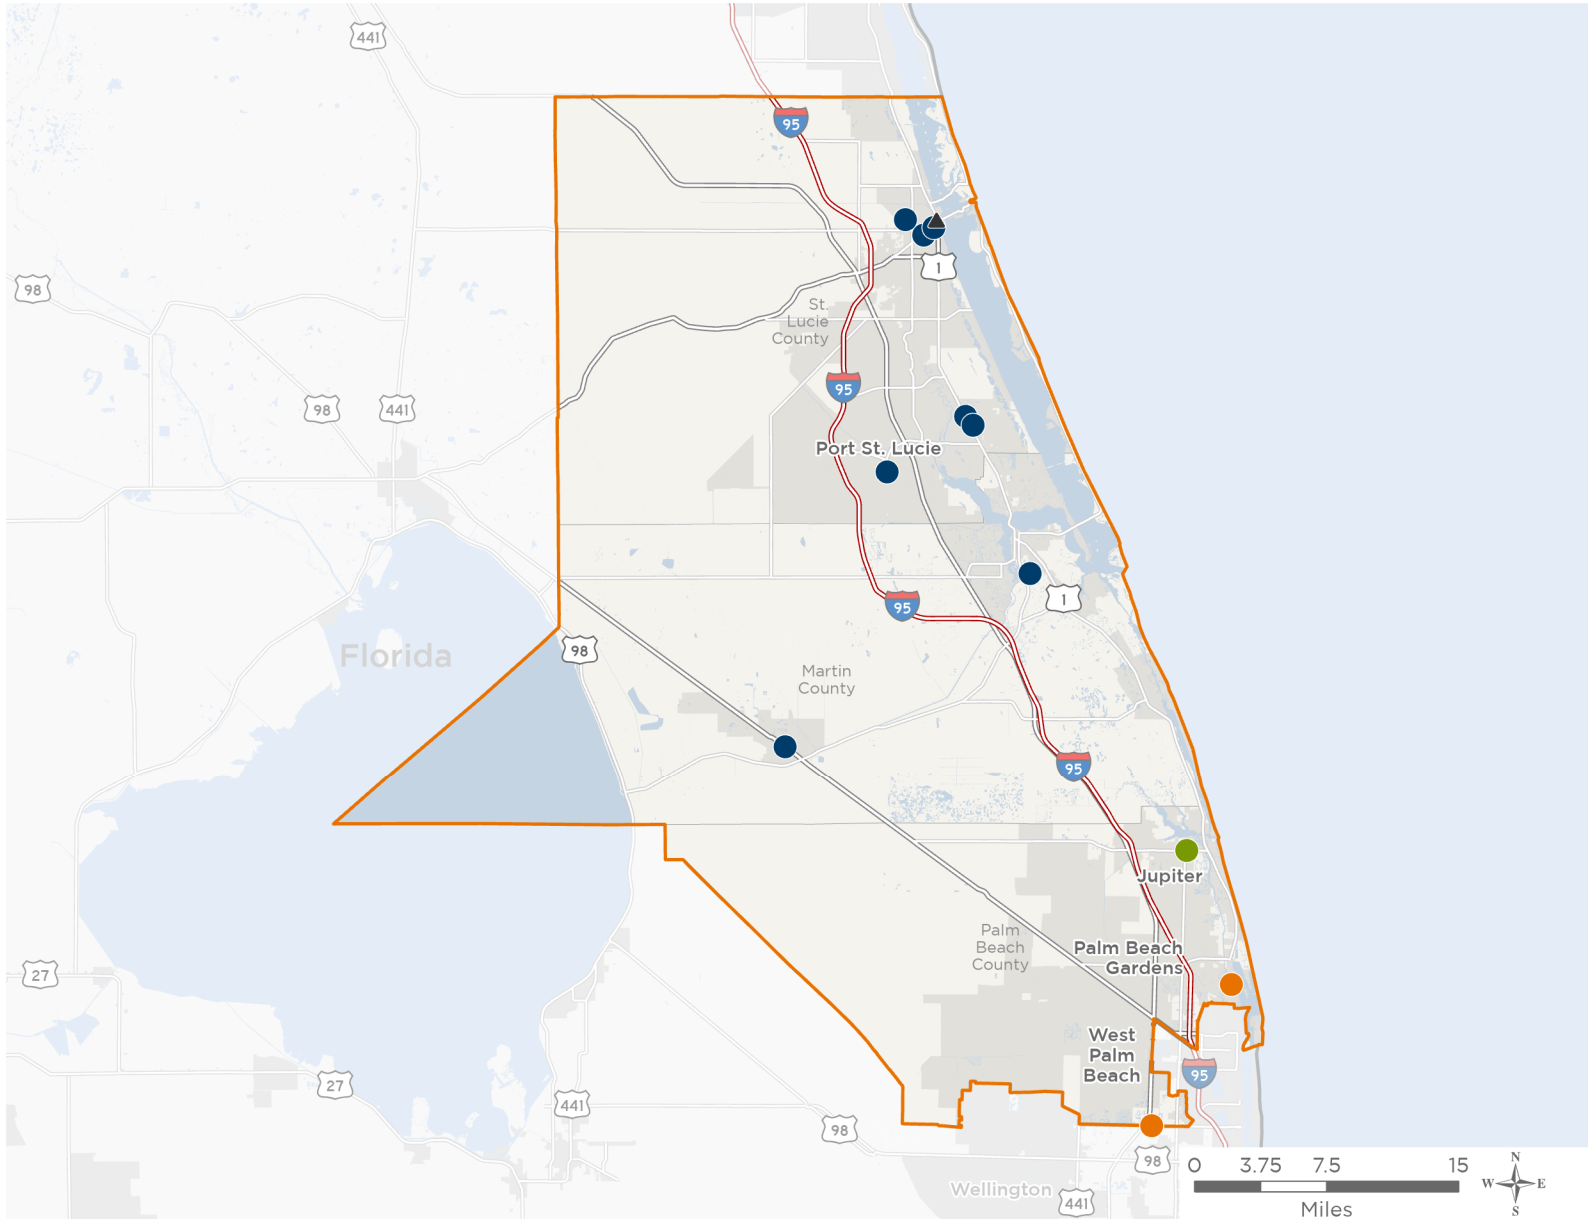 441
95
98
1
St.
Lucie
County
95
98
441
Port St. Lucie
95
1
Florida
98
Martin
County
95
Jupiter
Palm
Beach
County
Palm Beach
Gardens
27
West
Palm
Beach
95
27
441
98
98
Wellington
441
0 3.75 7.5 15
Miles
N
W E
S